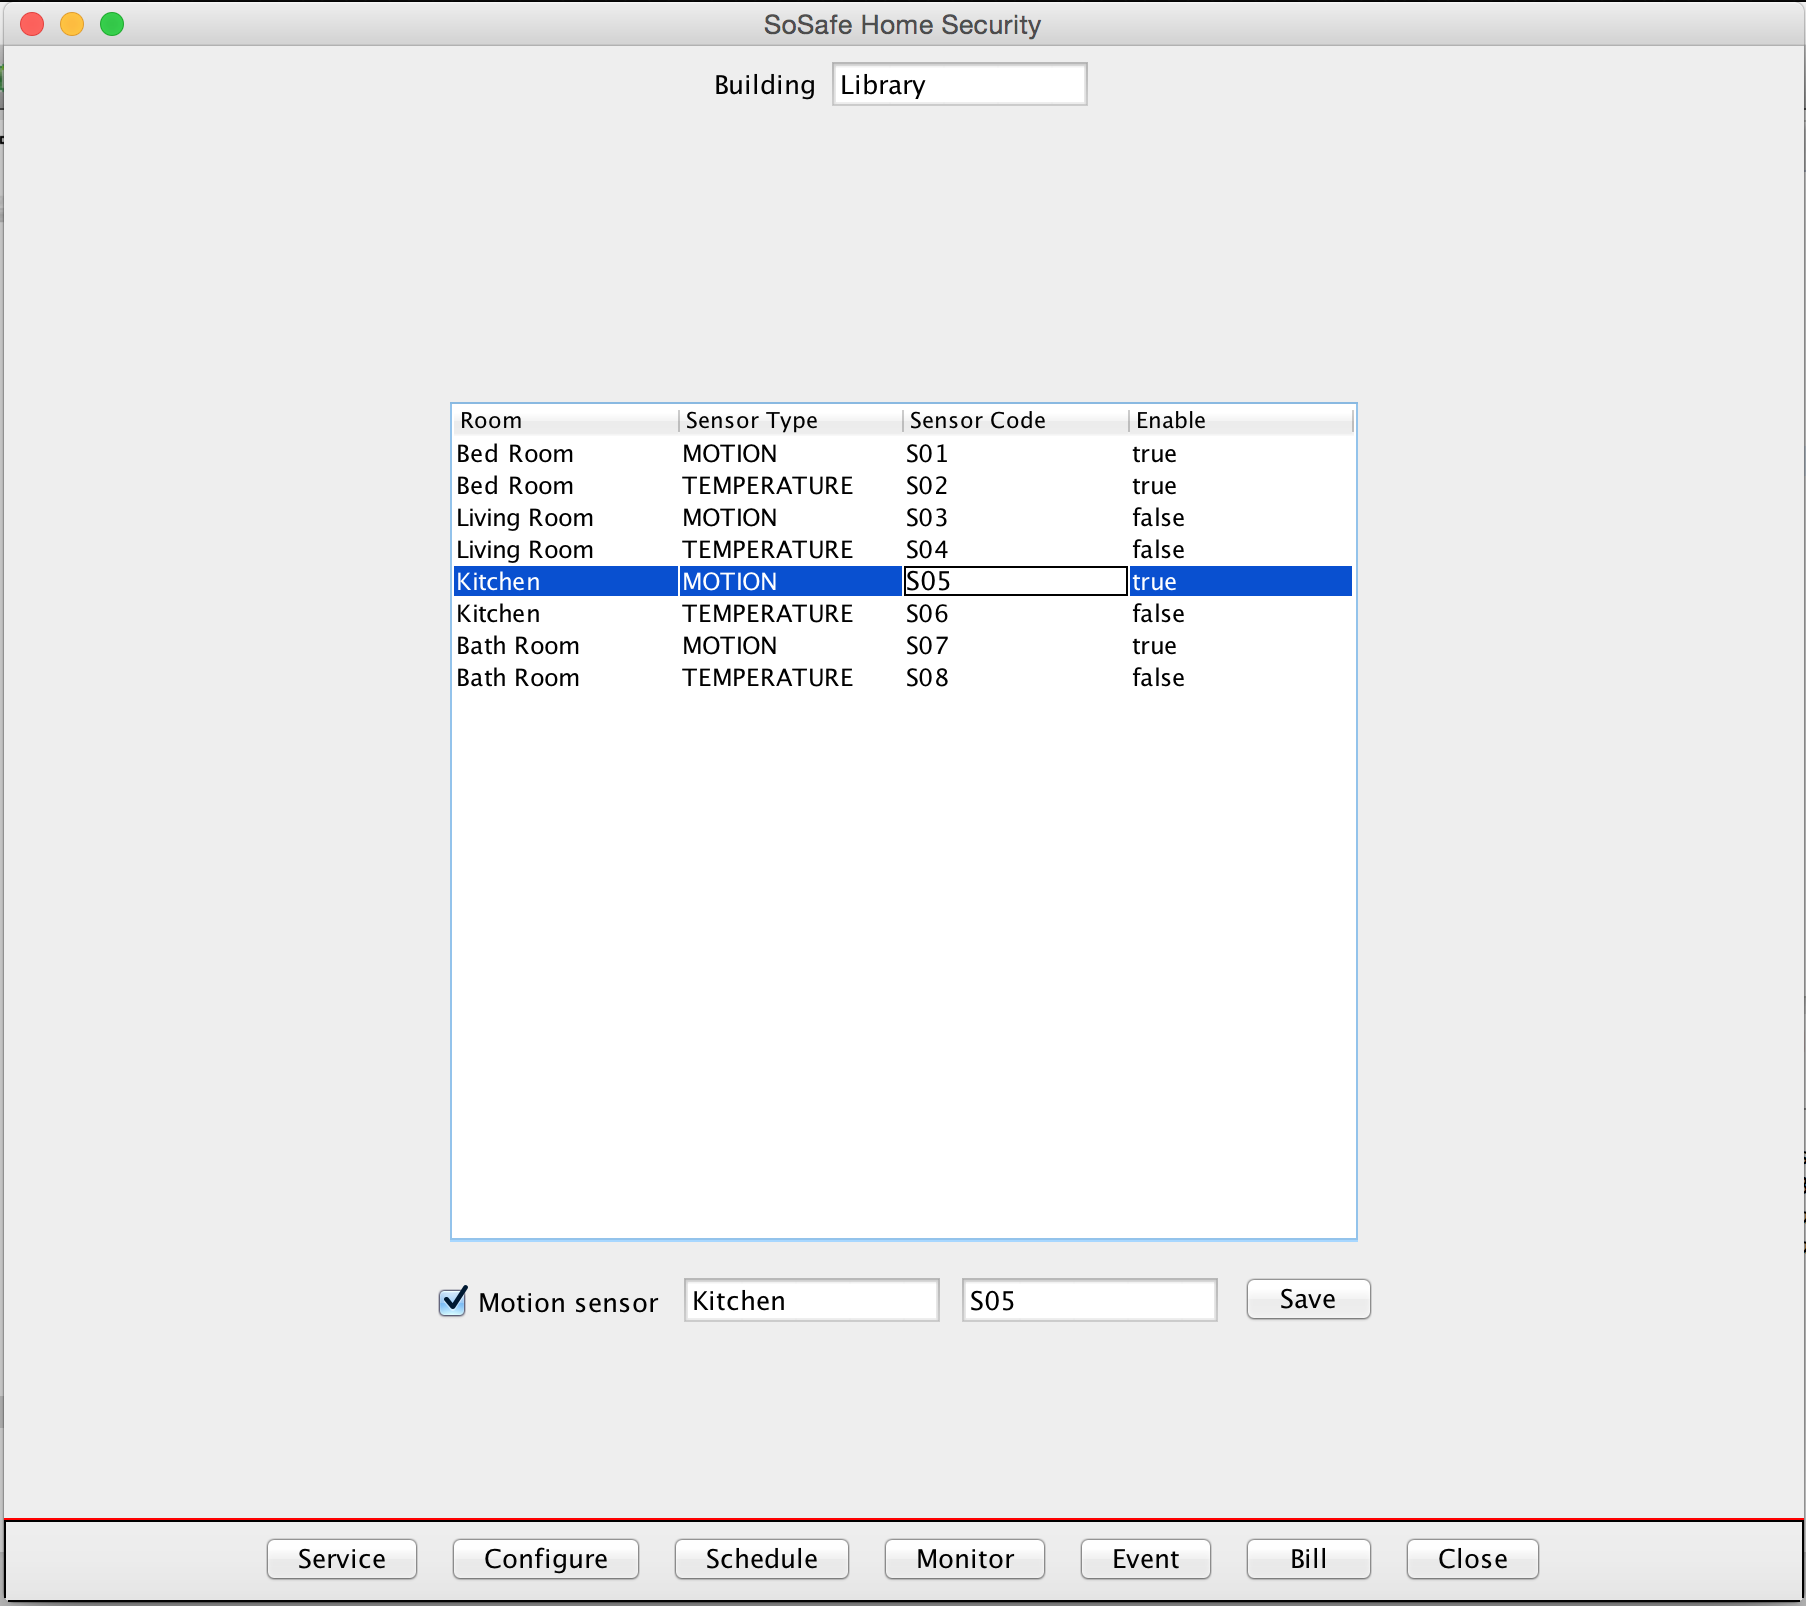 SoSafe Home Security
Building Library
Room Sensor Type Sensor Code Enable
Bed Room MOTION S01 true
Bed Room TEMPERATURE S02 true
Living Room MOTION S03 false
Living Room TEMPERATURE S04 false
Kitchen MOTION S05 true
Kitchen TEMPERATURE S06 false
Bath Room MOTION S07 true
Bath Room TEMPERATURE S08 false
Motion sensor Kitchen S05 Save
Service Configure Schedule Monitor Event Bill Close